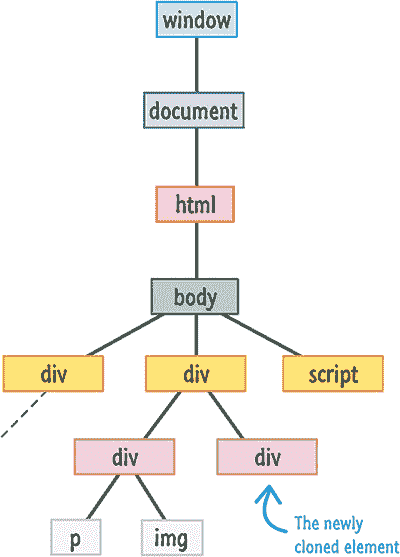 window
document
html
body
div
div
script
div
div
p
img
The newly
cloned element